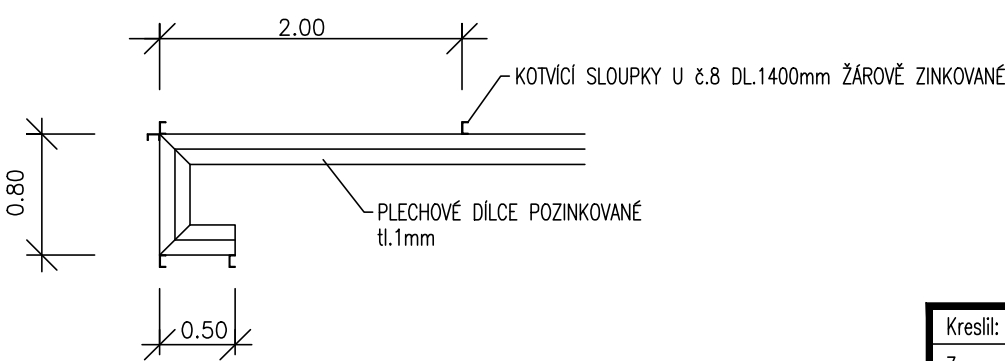 2.00
KOTVÍCÍ SLOUPKY U č.8 DL.1400mm ŽÁROVĚ ZINKOVANÉ
0.80
PLECHOVÉ DÍLCE POZINKOVANÉ
tl.1mm
0.50
Kreslil: